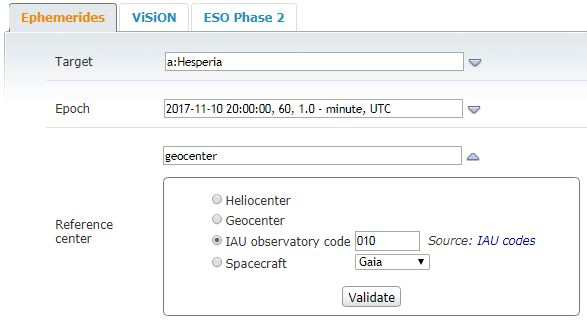 Ephemerides ViSiON ESO Phase 2
Target a:Hesperia
Epoch 2017-11-10 20:00:00, 60, 1.0 - minute, UTC
geocenter
Reference center
Heliocenter
Geocenter
IAU observatory code 010 Source: IAU codes
Spacecraft Gaia
Validate